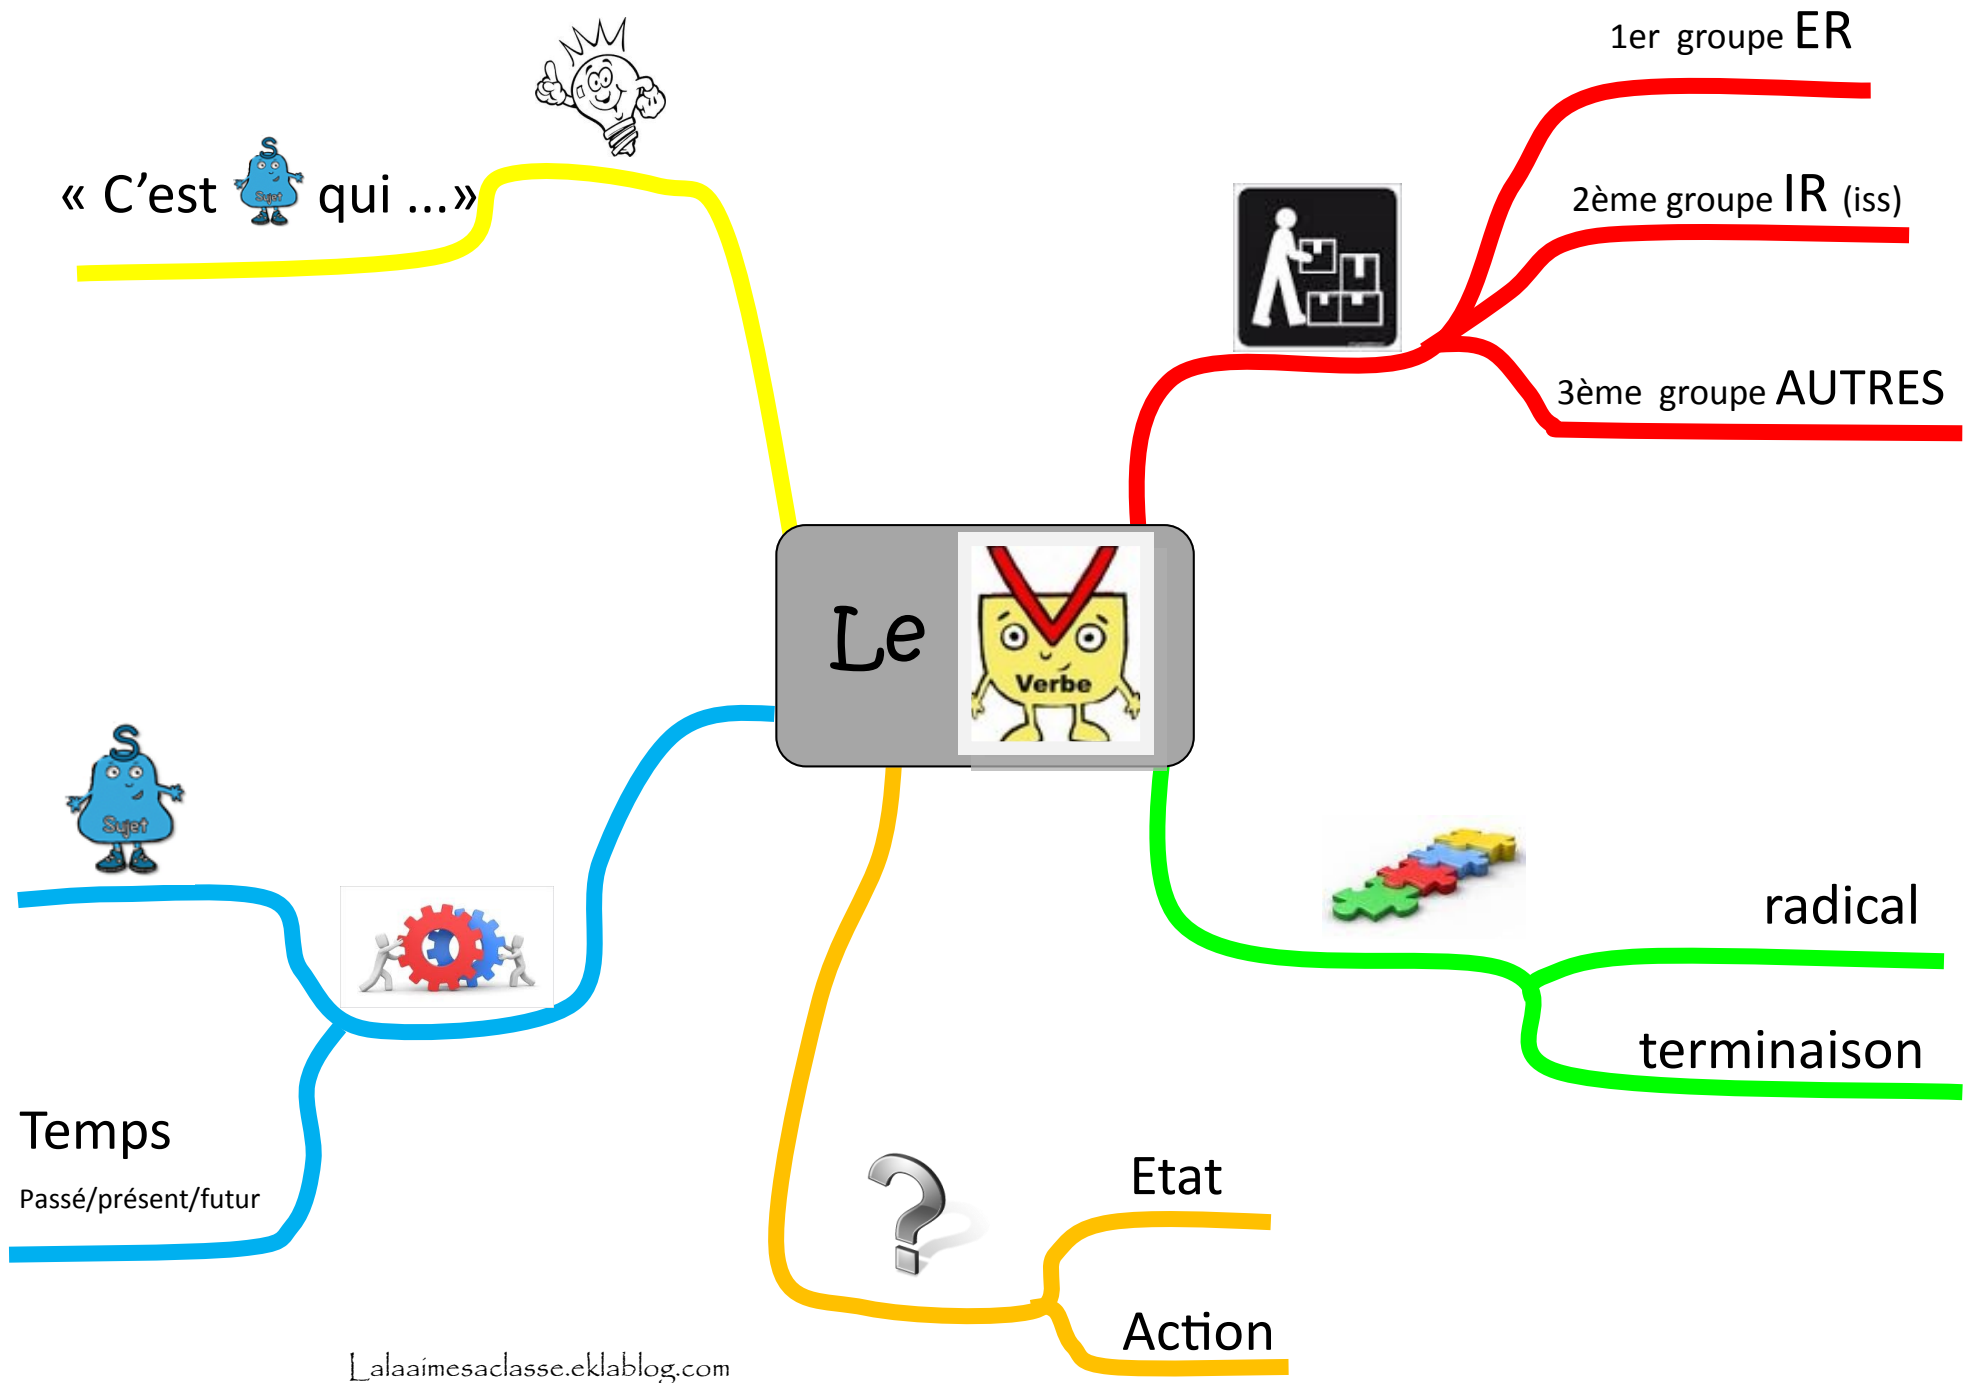 1er groupe ER
« C’est Sujet qui ...»
2ème groupe IR (iss)
3ème groupe AUTRES
Le Verbe
S
Sujet
radical
terminaison
Temps
Passé/présent/futur
Etat
Action
Lalaaimesaclasse.eklablog.com